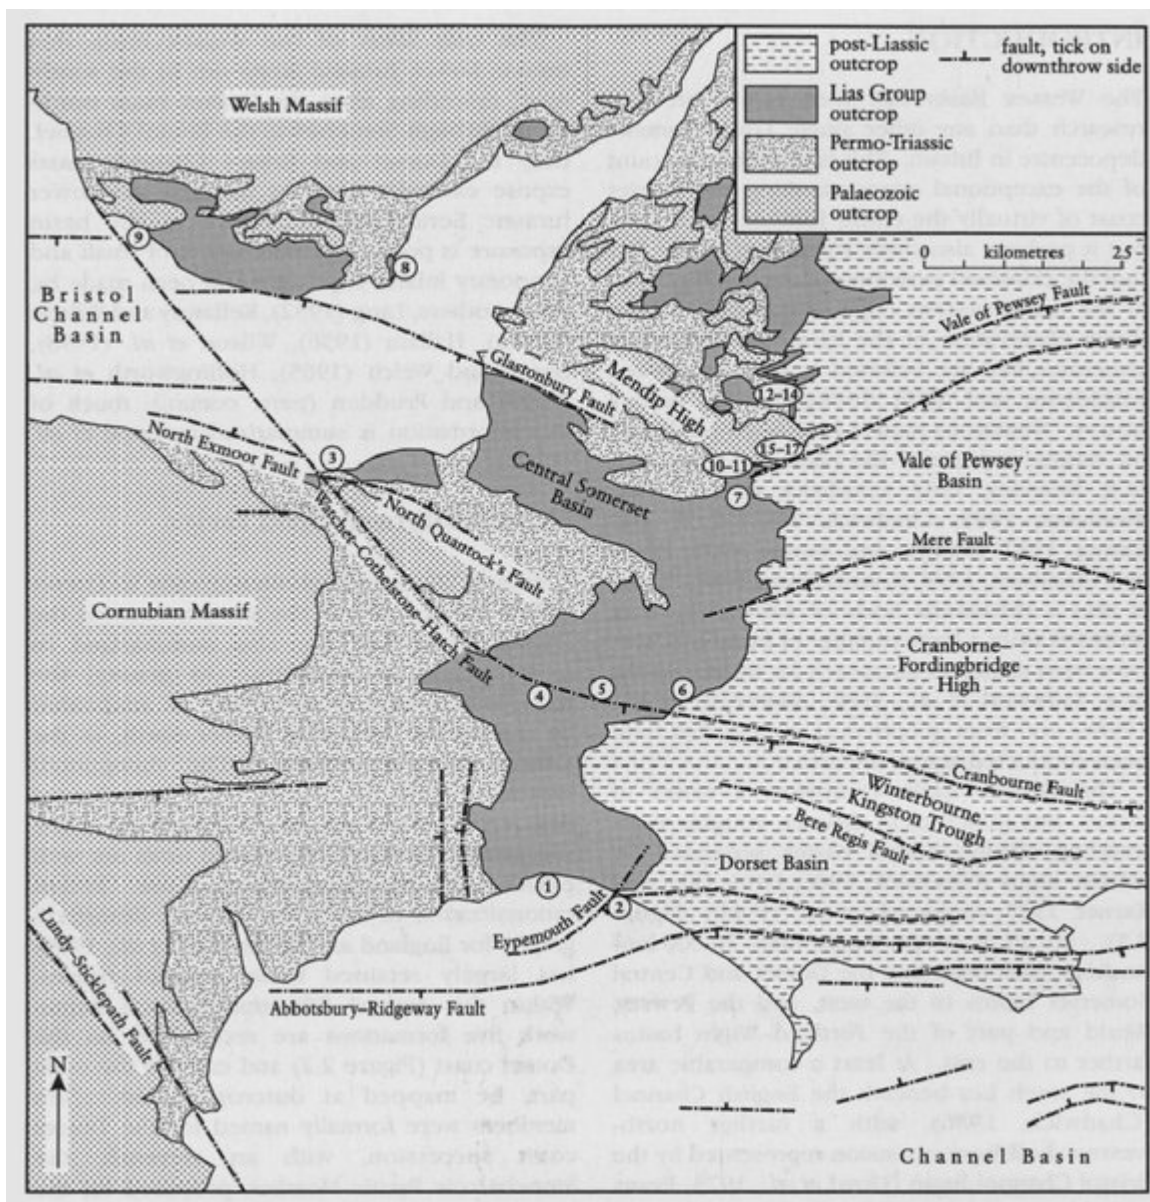 post-Liassic
outcrop
fault, tick on
downthrow side
Lias Group
outcrop
Permo-Triassic
outcrop
Palaeozoic
outcrop
0 kilometres 25
Welsh Massif
9
8
Bristol
Channel
Basin
Vale of Pewsey Fault
Glastonbury Fault
Mendip High
12–14
15–17
10–11
7
North Exmoor Fault
3
Central Somerset
Basin
Vale of Pewsey
Basin
North Quantock's Fault
Watchet–Cothelstone–Hatch Fault
Mere Fault
Cornubian Massif
Cranborne–
Fordingbridge
High
4
5
6
Cranbourne Fault
Winterbourne
Kingston Trough
Bere Regis Fault
Dorset Basin
1
2
Eypemouth Fault
Abbotsbury–Ridgeway Fault
Lundy–Sticklepath Fault
N
Channel Basin